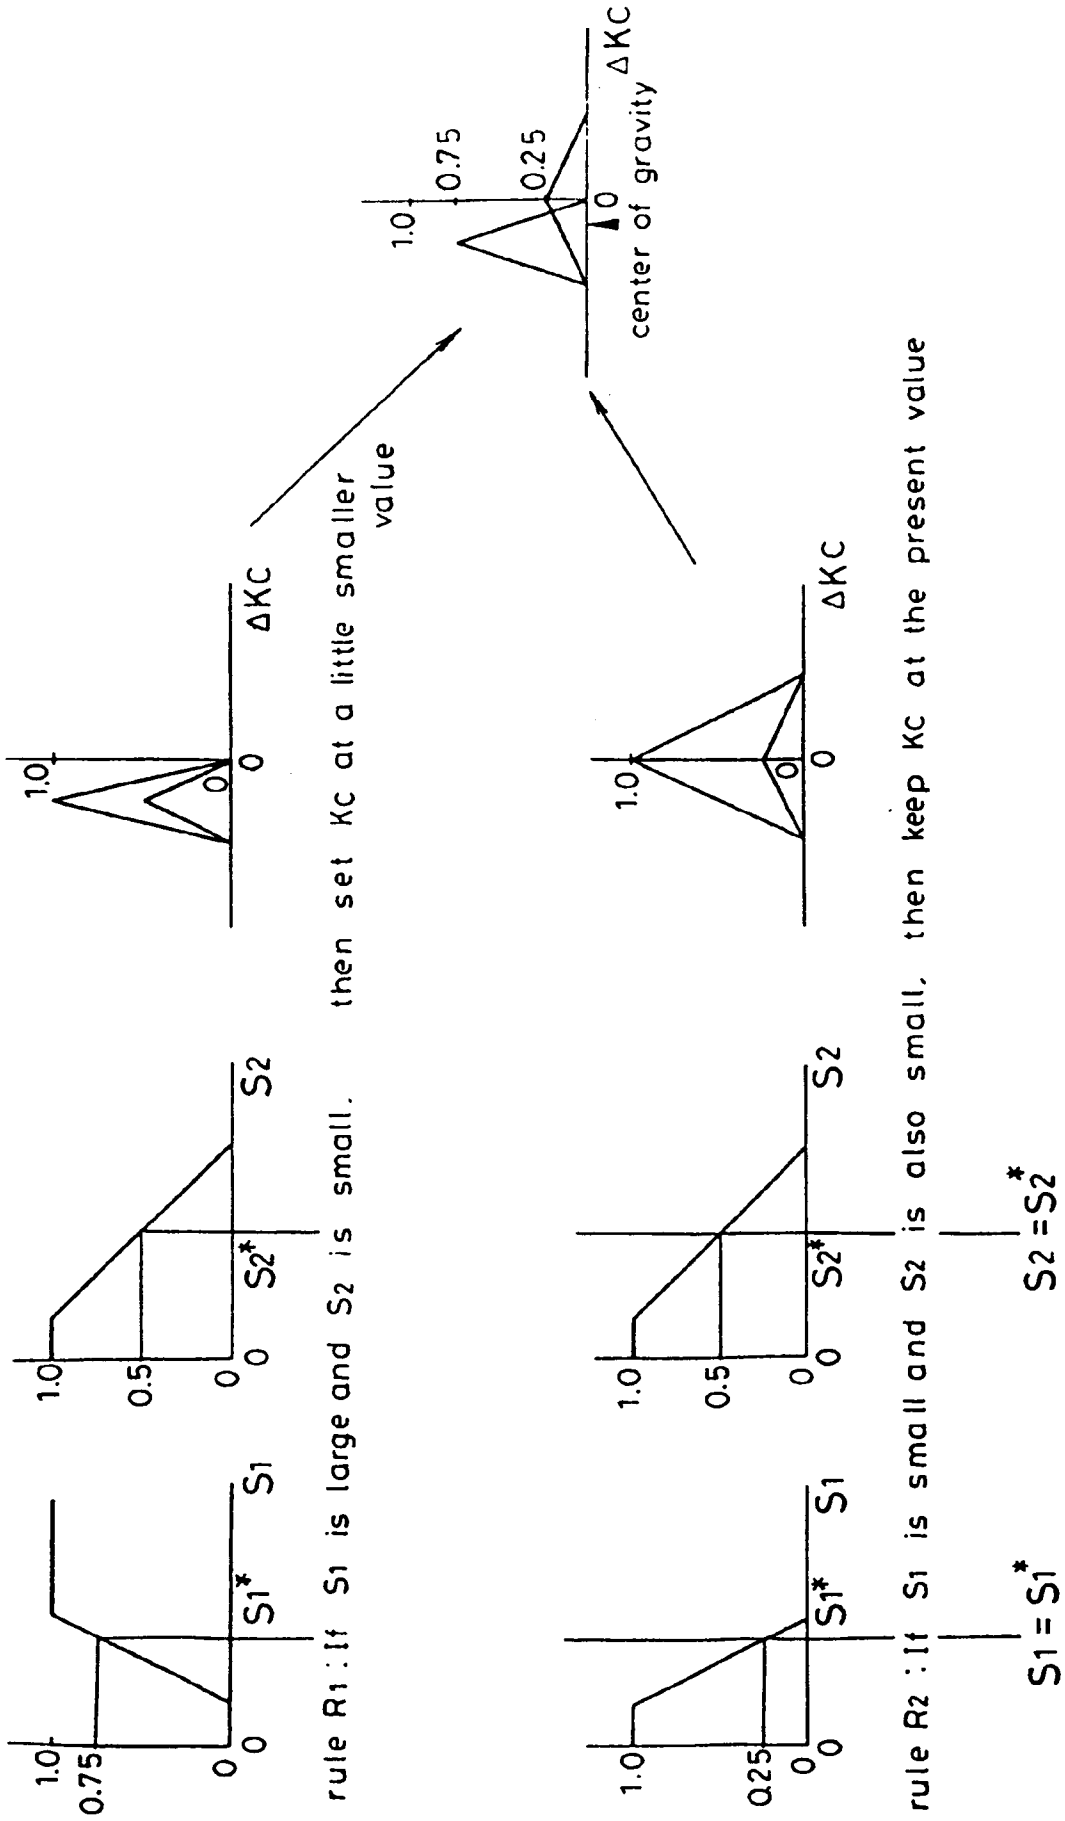 1.0
0.75
0
0
S1*
S1
1.0
0.5
0
0
S2*
S2
1.0
0
0
ΔKC
rule R1 : If S1 is large and S2 is small. then set KC at a little smaller
value
1.0
0.75
0.25
0
ΔKC
center of gravity
1.0
0.25
0
0
S1*
S1
1.0
0.5
0
0
S2*
S2
1.0
0
0
ΔKC
rule R2 : If S1 is small and S2 is also small, then keep KC at the present value
S1 = S1*
S2 = S2*